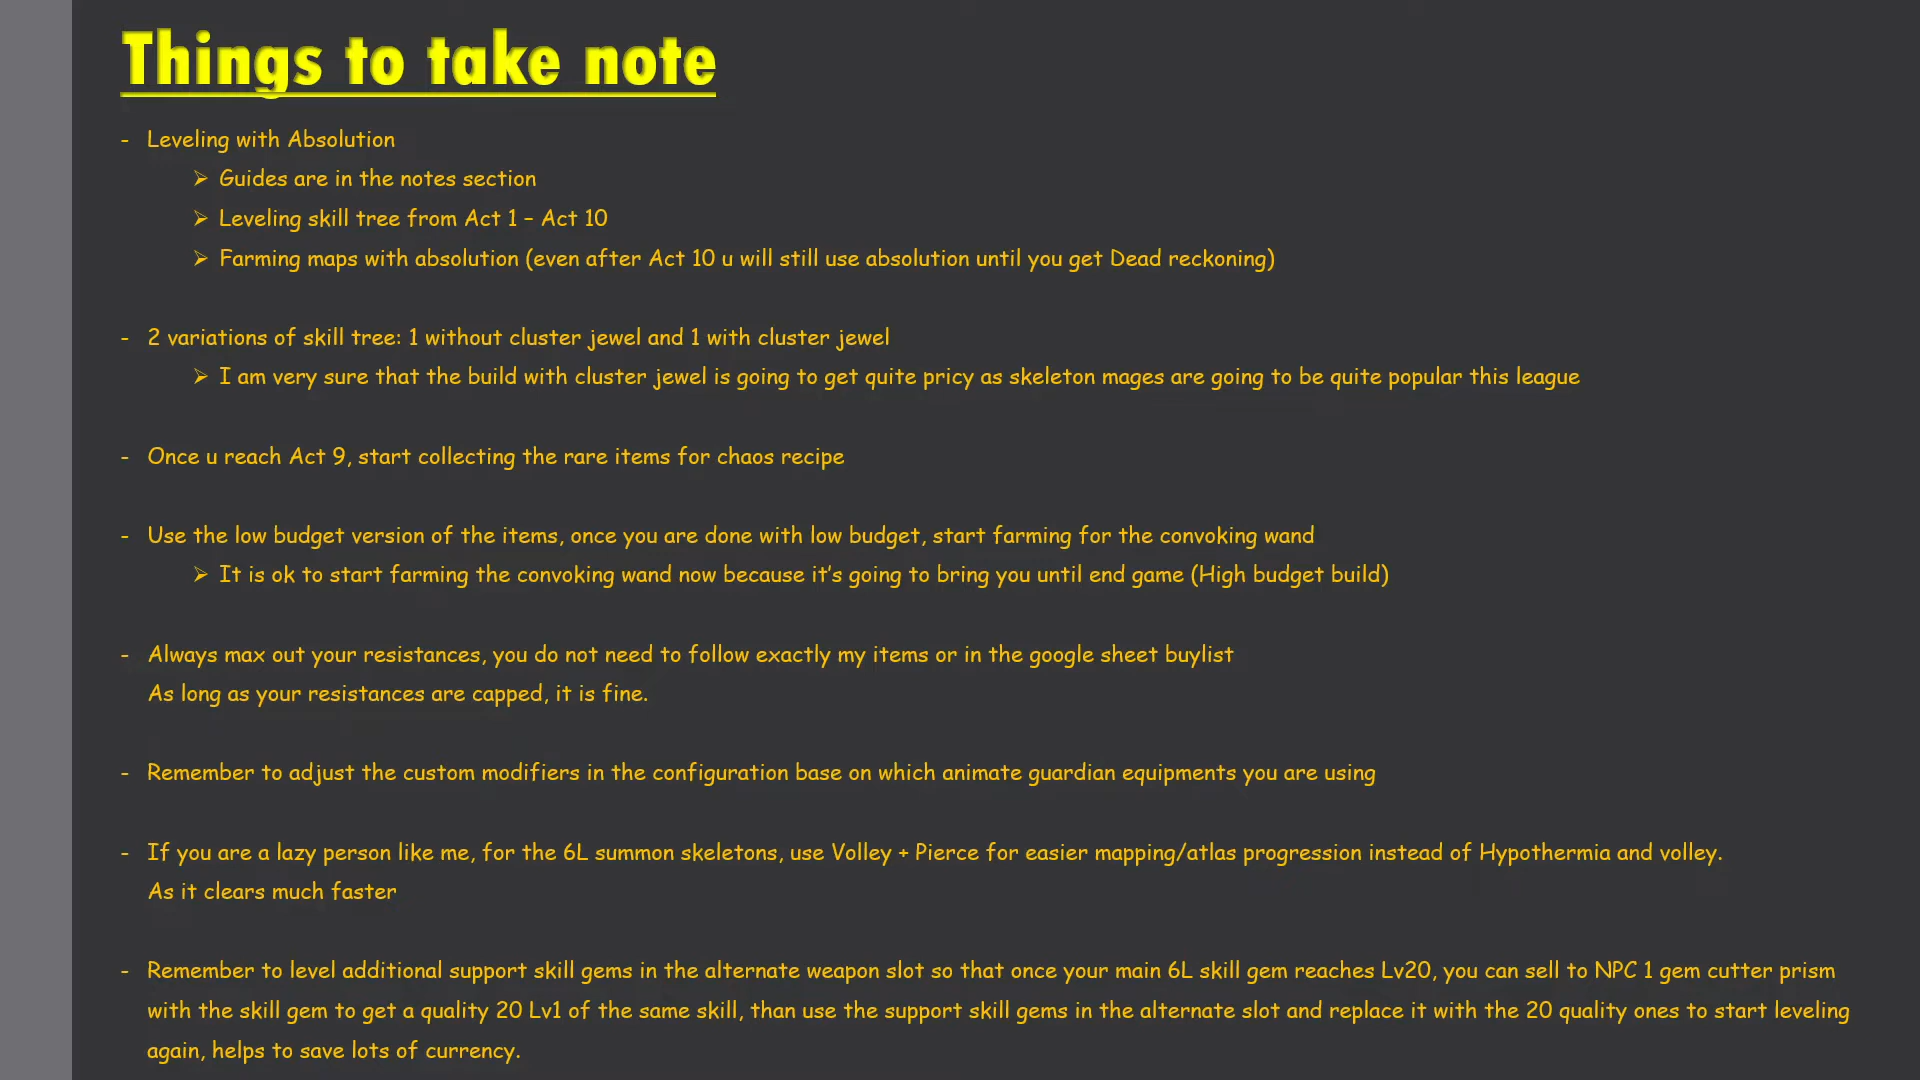 Things to take note
- Leveling with Absolution
➢ Guides are in the notes section
➢ Leveling skill tree from Act 1 – Act 10
➢ Farming maps with absolution (even after Act 10 u will still use absolution until you get Dead reckoning)
- 2 variations of skill tree: 1 without cluster jewel and 1 with cluster jewel
➢ I am very sure that the build with cluster jewel is going to get quite pricy as skeleton mages are going to be quite popular this league
- Once u reach Act 9, start collecting the rare items for chaos recipe
- Use the low budget version of the items, once you are done with low budget, start farming for the convoking wand
➢ It is ok to start farming the convoking wand now because it's going to bring you until end game (High budget build)
- Always max out your resistances, you do not need to follow exactly my items or in the google sheet buylist
As long as your resistances are capped, it is fine.
- Remember to adjust the custom modifiers in the configuration base on which animate guardian equipments you are using
- If you are a lazy person like me, for the 6L summon skeletons, use Volley + Pierce for easier mapping/atlas progression instead of Hypothermia and volley.
As it clears much faster
- Remember to level additional support skill gems in the alternate weapon slot so that once your main 6L skill gem reaches Lv20, you can sell to NPC 1 gem cutter prism
with the skill gem to get a quality 20 Lv1 of the same skill, than use the support skill gems in the alternate slot and replace it with the 20 quality ones to start leveling
again, helps to save lots of currency.